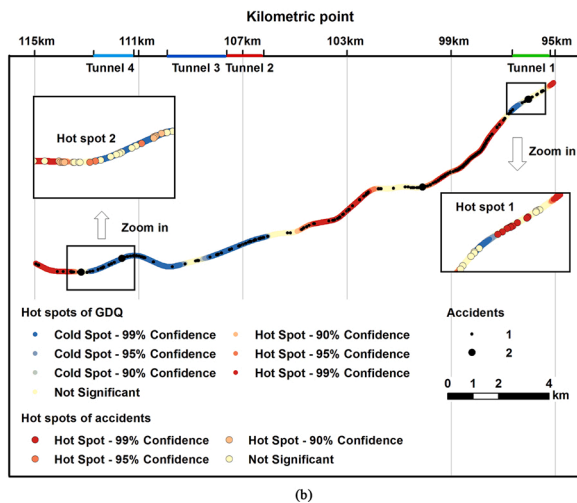 Kilometric point
115km 111km 107km 103km 99km 95km
Tunnel 4 Tunnel 3 Tunnel 2 Tunnel 1
Hot spot 2
Zoom in
Zoom in
Hot spot 1
Hot spots of GDQ
Cold Spot - 99% Confidence Hot Spot - 90% Confidence
Cold Spot - 95% Confidence Hot Spot - 95% Confidence
Cold Spot - 90% Confidence Hot Spot - 99% Confidence
Not Significant
Accidents
1
2
0 1 2 4
km
Hot spots of accidents
Hot Spot - 99% Confidence Hot Spot - 90% Confidence
Hot Spot - 95% Confidence Not Significant
(b)